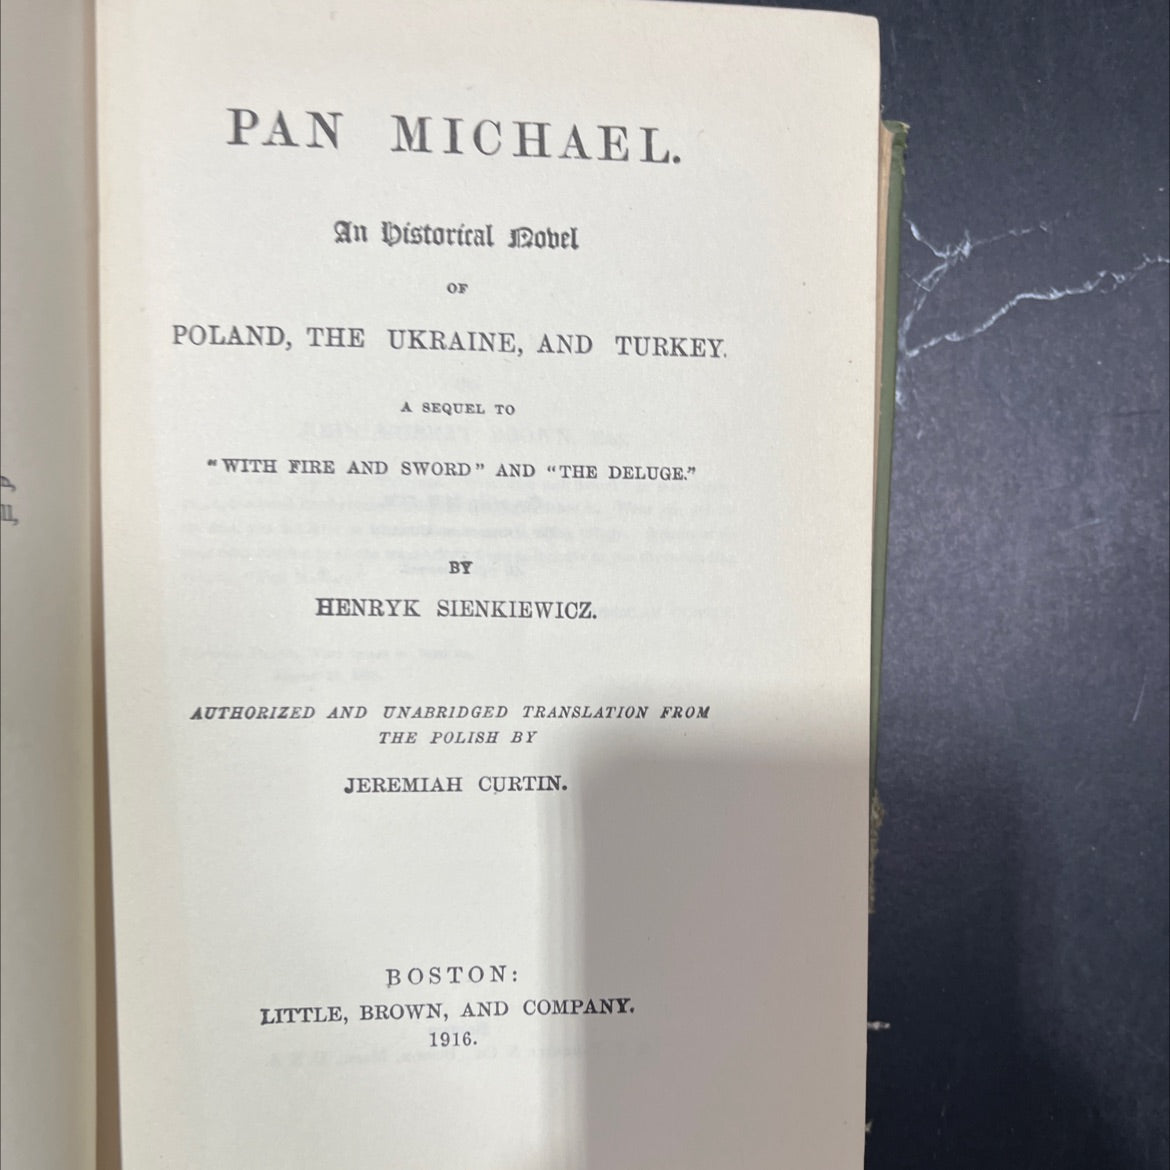 PAN MICHAEL.
An Historical Novel
OF
POLAND, THE UKRAINE, AND TURKEY.
A SEQUEL TO
"WITH FIRE AND SWORD" AND "THE DELUGE."
BY
HENRYK SIENKIEWICZ.
AUTHORIZED AND UNABRIDGED TRANSLATION FROM
THE POLISH BY
JEREMIAH CURTIN.
BOSTON:
LITTLE, BROWN, AND COMPANY.
1916.